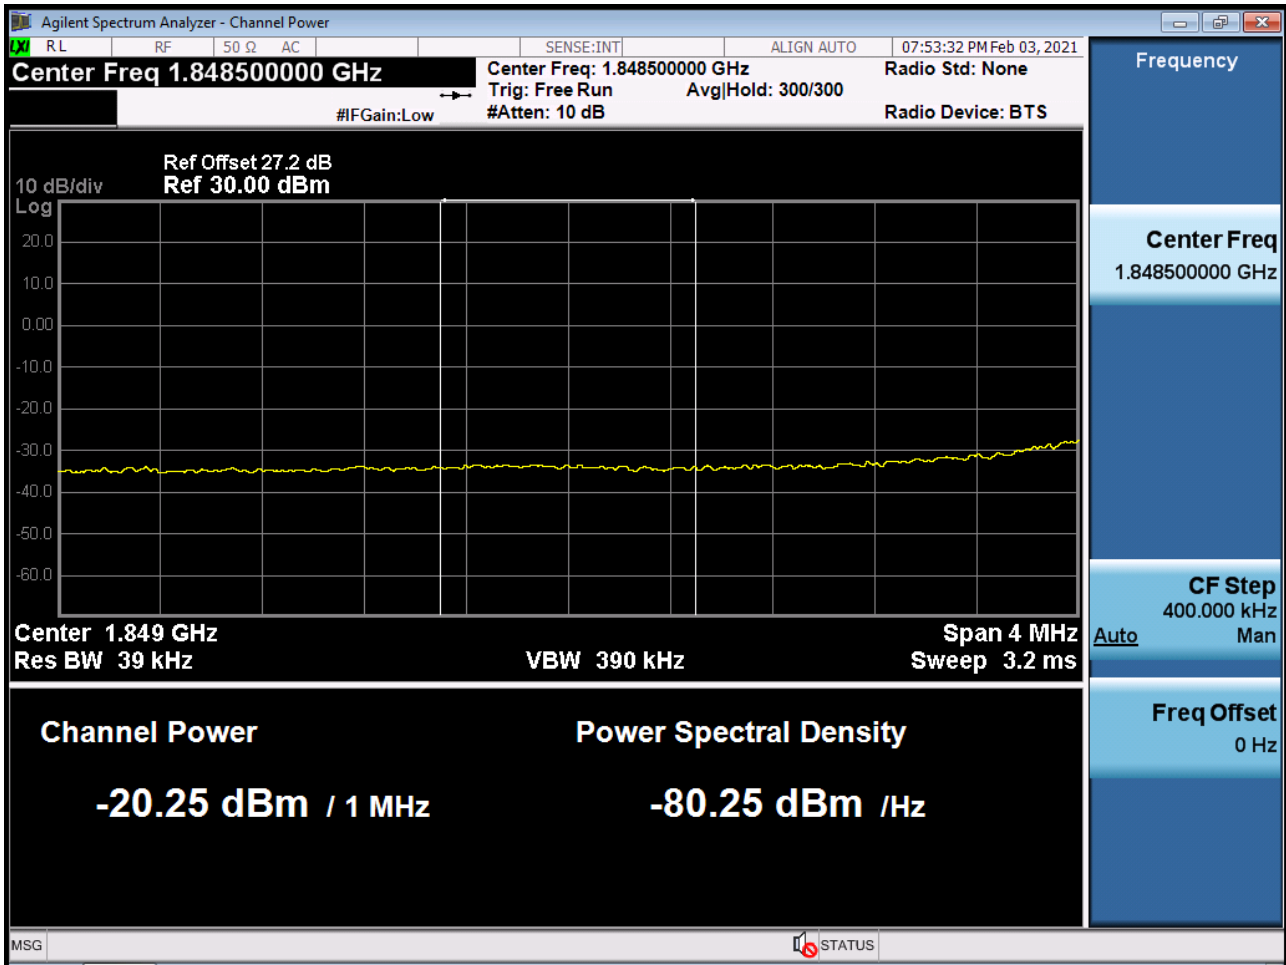 Agilent Spectrum Analyzer - Channel Power
LXI RL RF 50 Ω AC SENSE:INT ALIGN AUTO 07:53:32 PM Feb 03, 2021
Center Freq 1.848500000 GHz
Center Freq: 1.848500000 GHz Radio Std: None
Trig: Free Run Avg|Hold: 300/300
#IFGain:Low #Atten: 10 dB Radio Device: BTS
Ref Offset 27.2 dB
10 dB/div Ref 30.00 dBm
Log
20.0
10.0
0.00
-10.0
-20.0
-30.0
-40.0
-50.0
-60.0
Center 1.849 GHz Span 4 MHz
Res BW 39 kHz VBW 390 kHz Sweep 3.2 ms
Channel Power Power Spectral Density
-20.25 dBm / 1 MHz -80.25 dBm /Hz
Frequency
Center Freq
1.848500000 GHz
CF Step
400.000 kHz
Auto Man
Freq Offset
0 Hz
MSG STATUS